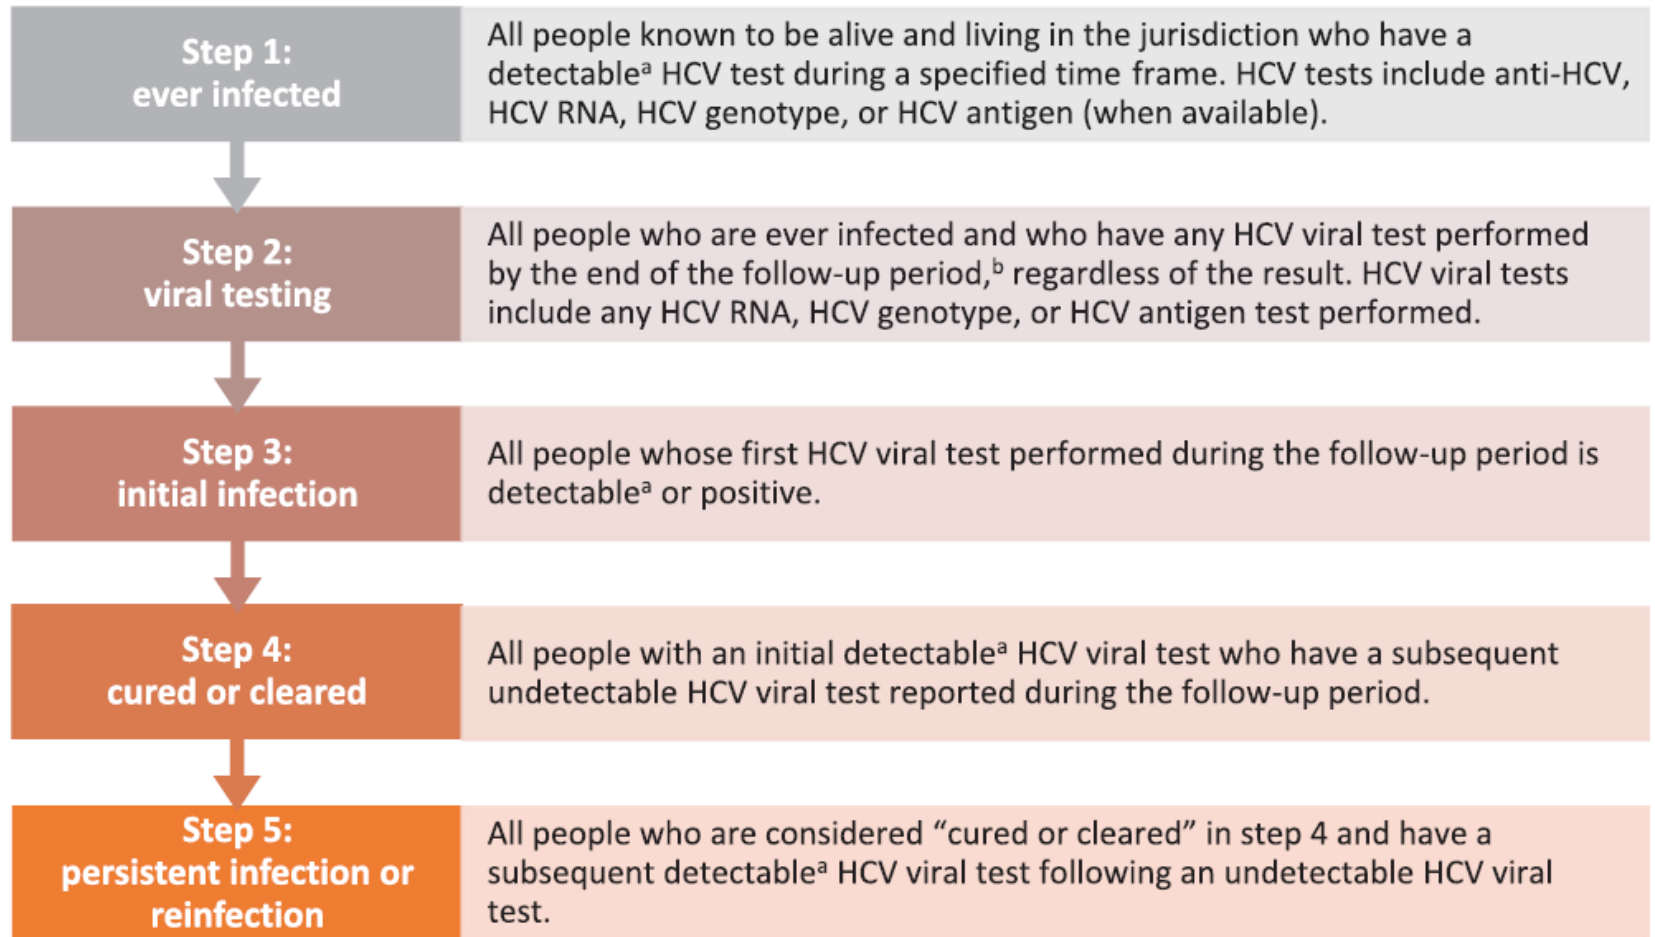 Step 1:
ever infected
All people known to be alive and living in the jurisdiction who have a
detectableᵃ HCV test during a specified time frame. HCV tests include anti-HCV,
HCV RNA, HCV genotype, or HCV antigen (when available).
Step 2:
viral testing
All people who are ever infected and who have any HCV viral test performed
by the end of the follow-up period,ᵇ regardless of the result. HCV viral tests
include any HCV RNA, HCV genotype, or HCV antigen test performed.
Step 3:
initial infection
All people whose first HCV viral test performed during the follow-up period is
detectableᵃ or positive.
Step 4:
cured or cleared
All people with an initial detectableᵃ HCV viral test who have a subsequent
undetectable HCV viral test reported during the follow-up period.
Step 5:
persistent infection or
reinfection
All people who are considered “cured or cleared” in step 4 and have a
subsequent detectableᵃ HCV viral test following an undetectable HCV viral
test.